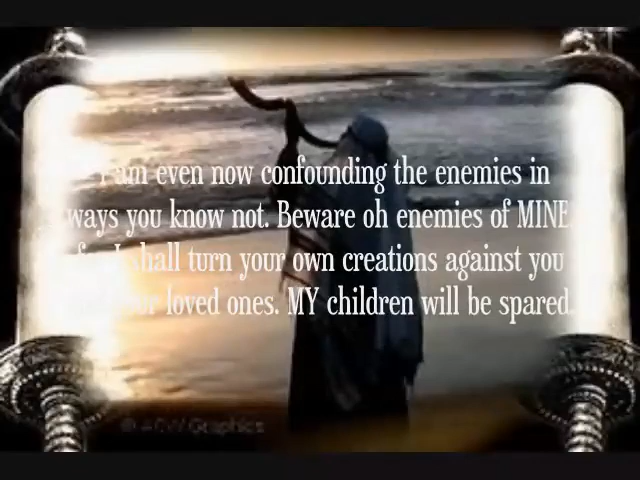 I am even now confounding the enemies in
ways you know not. Beware oh enemies of MINE
for I shall turn your own creations against you
loved ones. MY children will be spared.
© ACW Graphics